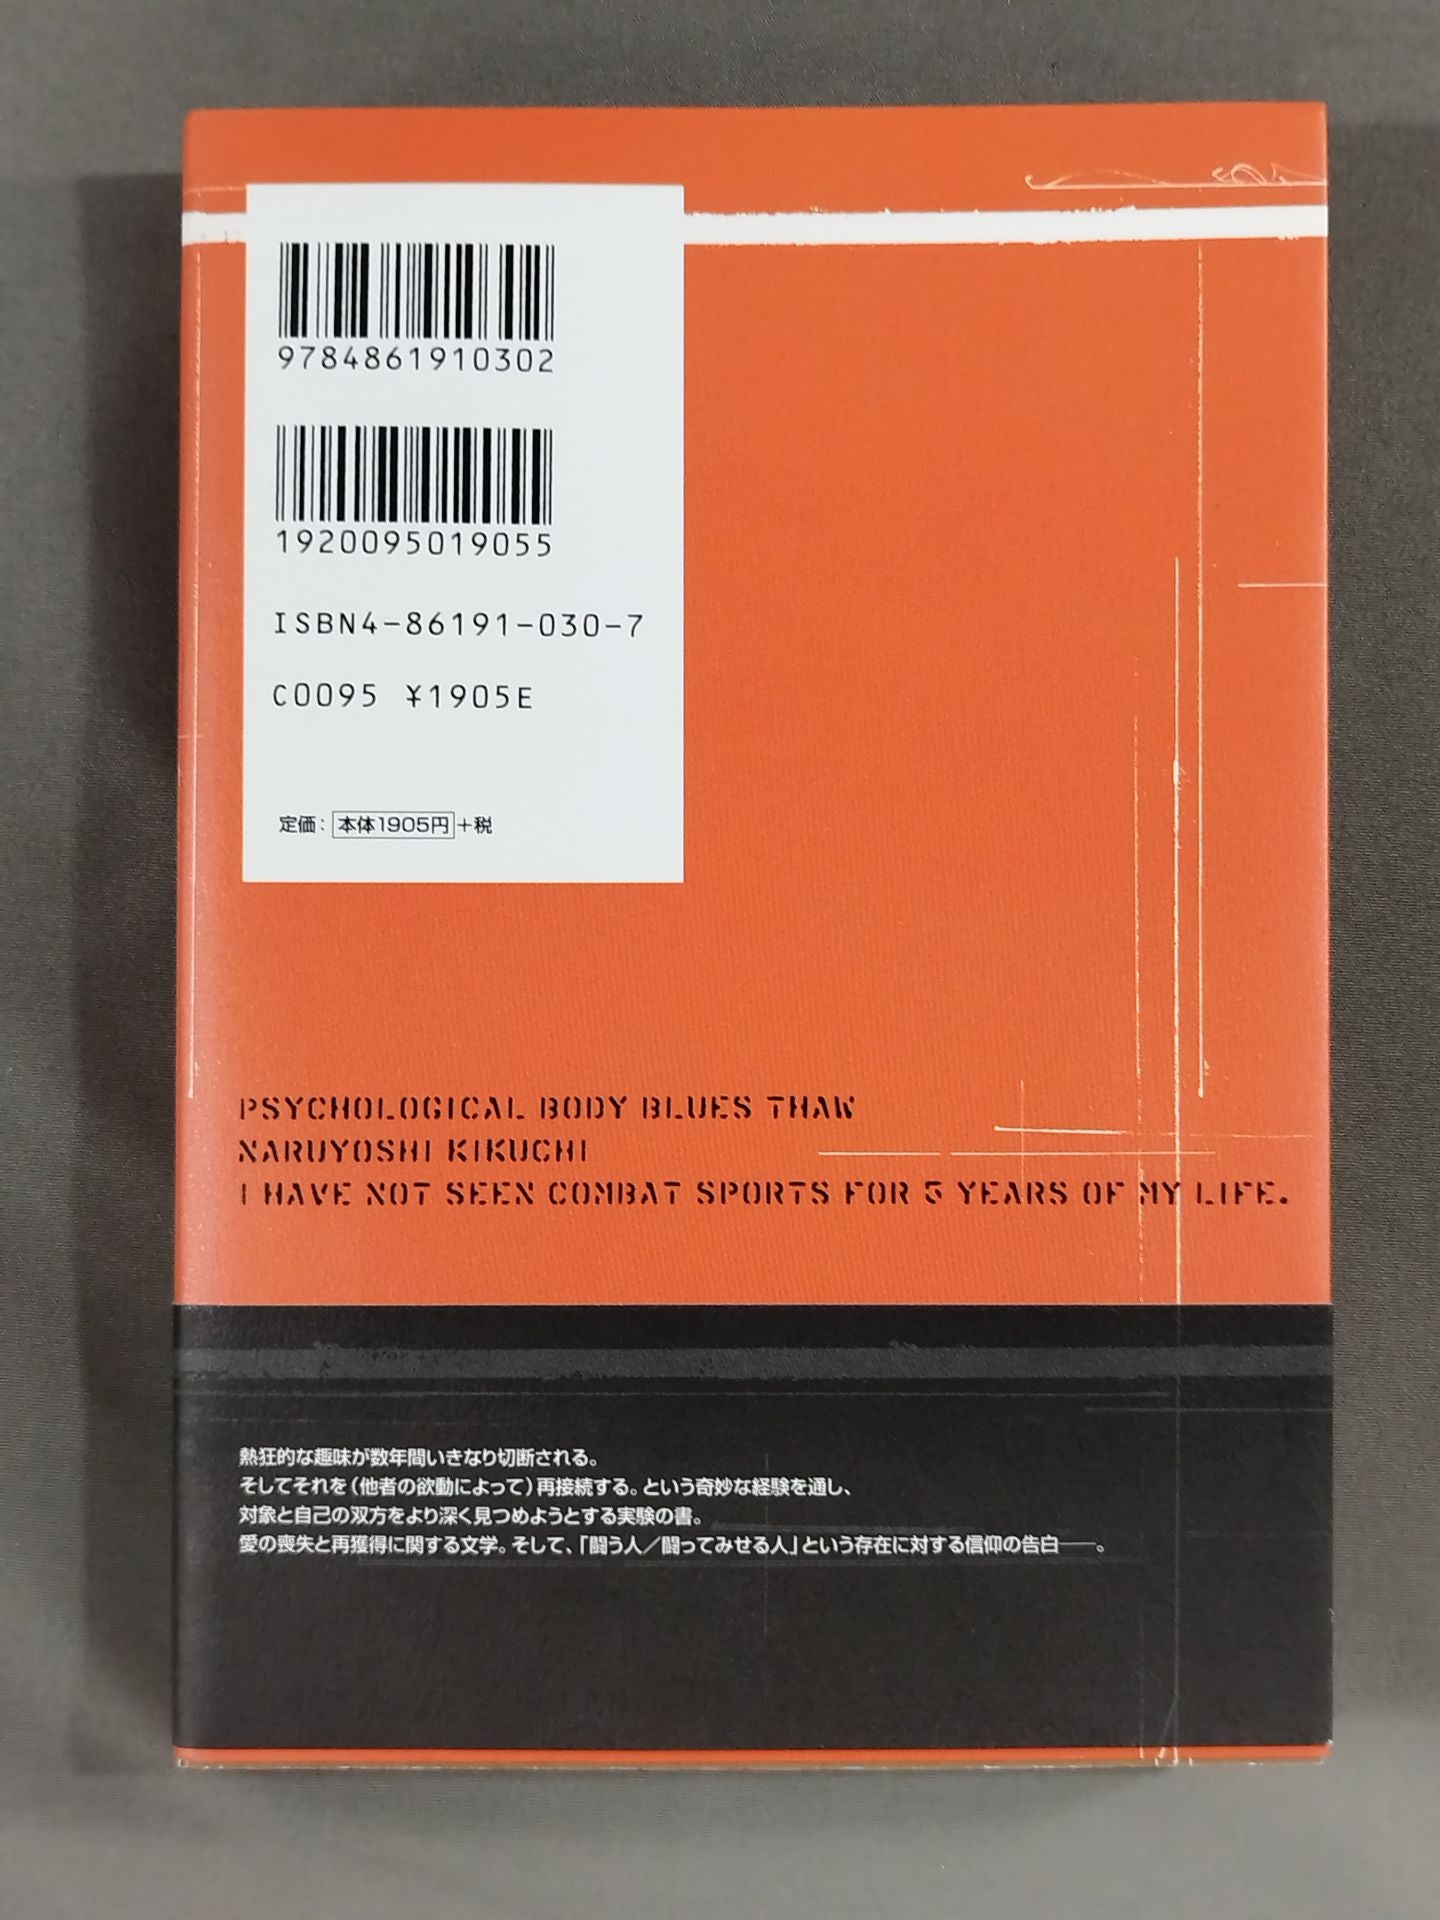 9784861910302
1920095019055
ISBN4-86191-030-7
C0095 ¥1905E
定価：本体1905円+税
PSYCHOLOGICAL BODY BLUES THAW
NARUYOSHI KIKUCHI
I HAVE NOT SEEN COMBAT SPORTS FOR 5 YEARS OF MY LIFE.
熱狂的な趣味が数年間いきなり切断される。
そしてそれを（他者の欲動によって）再接続する。という奇妙な経験を通し、
対象と自己の双方をより深く見つめようとする実験の書。
愛の喪失と再獲得に関する文学。そして、「闘う人／闘ってみせる人」という存在に対する信仰の告白——。